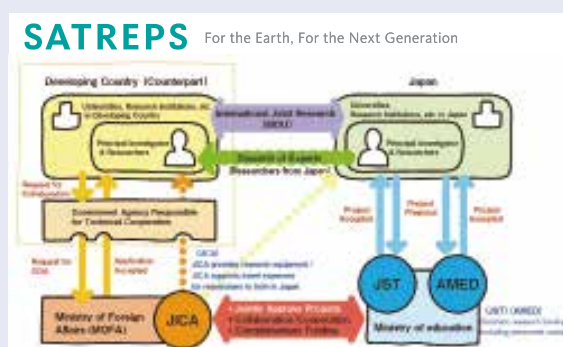 SATREPS For the Earth, For the Next Generation
Developing Country (Counterpart)
Japan
Universities, Research Institutions, etc
in Developing Country
Principal Investigator
& Researchers
International Joint Research
Universities,
Research Institutions, etc in Japan
Principal Investigator
& Researchers
Dispatch of Experts
(Researchers from Japan)
Request for
Collaboration
Government Agency Responsible
for Technical Cooperation
Request for
ODA
Application
Accepted
JICA provides research equipment /
JICA supports travel expenses
for researchers to train in Japan
Project
Accepted
Project
Proposal
Project
Accepted
JST
AMED
Ministry of Foreign
Affairs (MOFA)
JICA
• Jointly Approve Projects
• Collaboration Cooperation
• Complementary Funding
Ministry of education
(JST) (AMED)